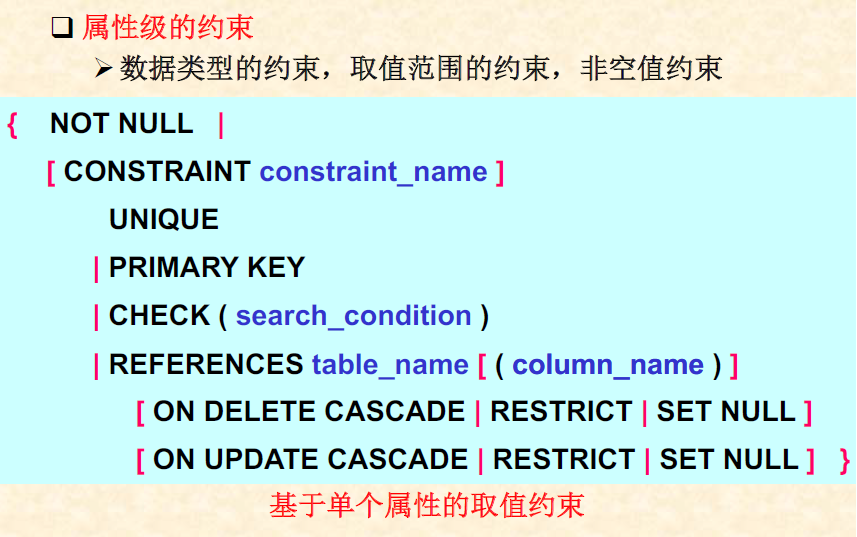 ❑ 属性级的约束
➢ 数据类型的约束，取值范围的约束，非空值约束
{ NOT NULL |
[ CONSTRAINT constraint_name ]
UNIQUE
| PRIMARY KEY
| CHECK ( search_condition )
| REFERENCES table_name [ ( column_name ) ]
[ ON DELETE CASCADE | RESTRICT | SET NULL ]
[ ON UPDATE CASCADE | RESTRICT | SET NULL ] }
基于单个属性的取值约束